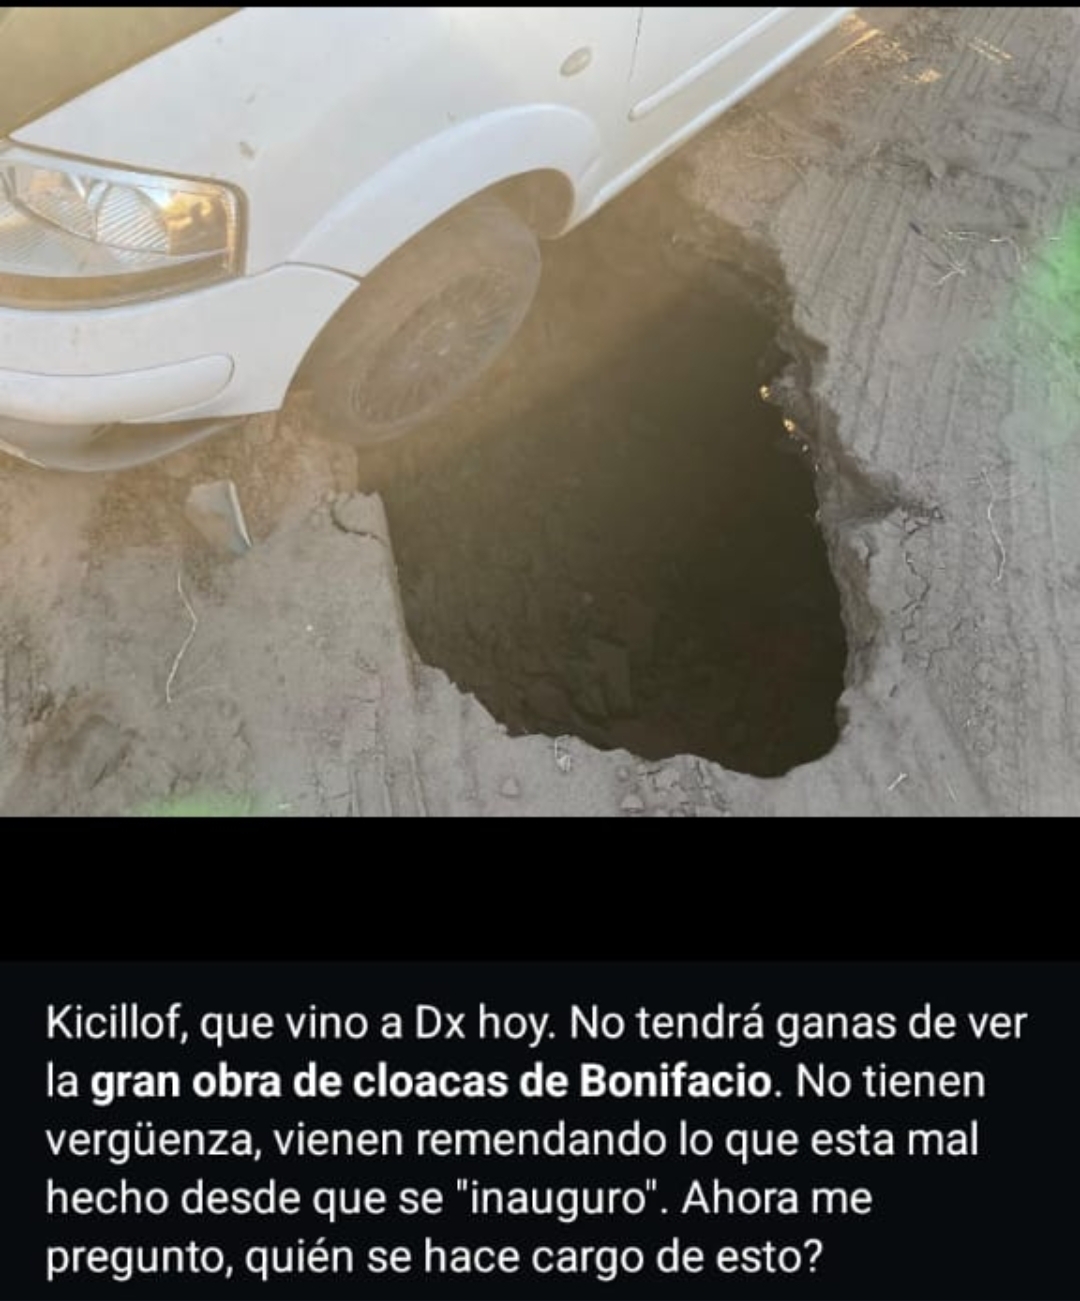 Kicillof, que vino a Dx hoy. No tendrá ganas de ver
la gran obra de cloacas de Bonifacio. No tienen
vergüenza, vienen remendando lo que esta mal
hecho desde que se "inauguro". Ahora me
pregunto, quién se hace cargo de esto?